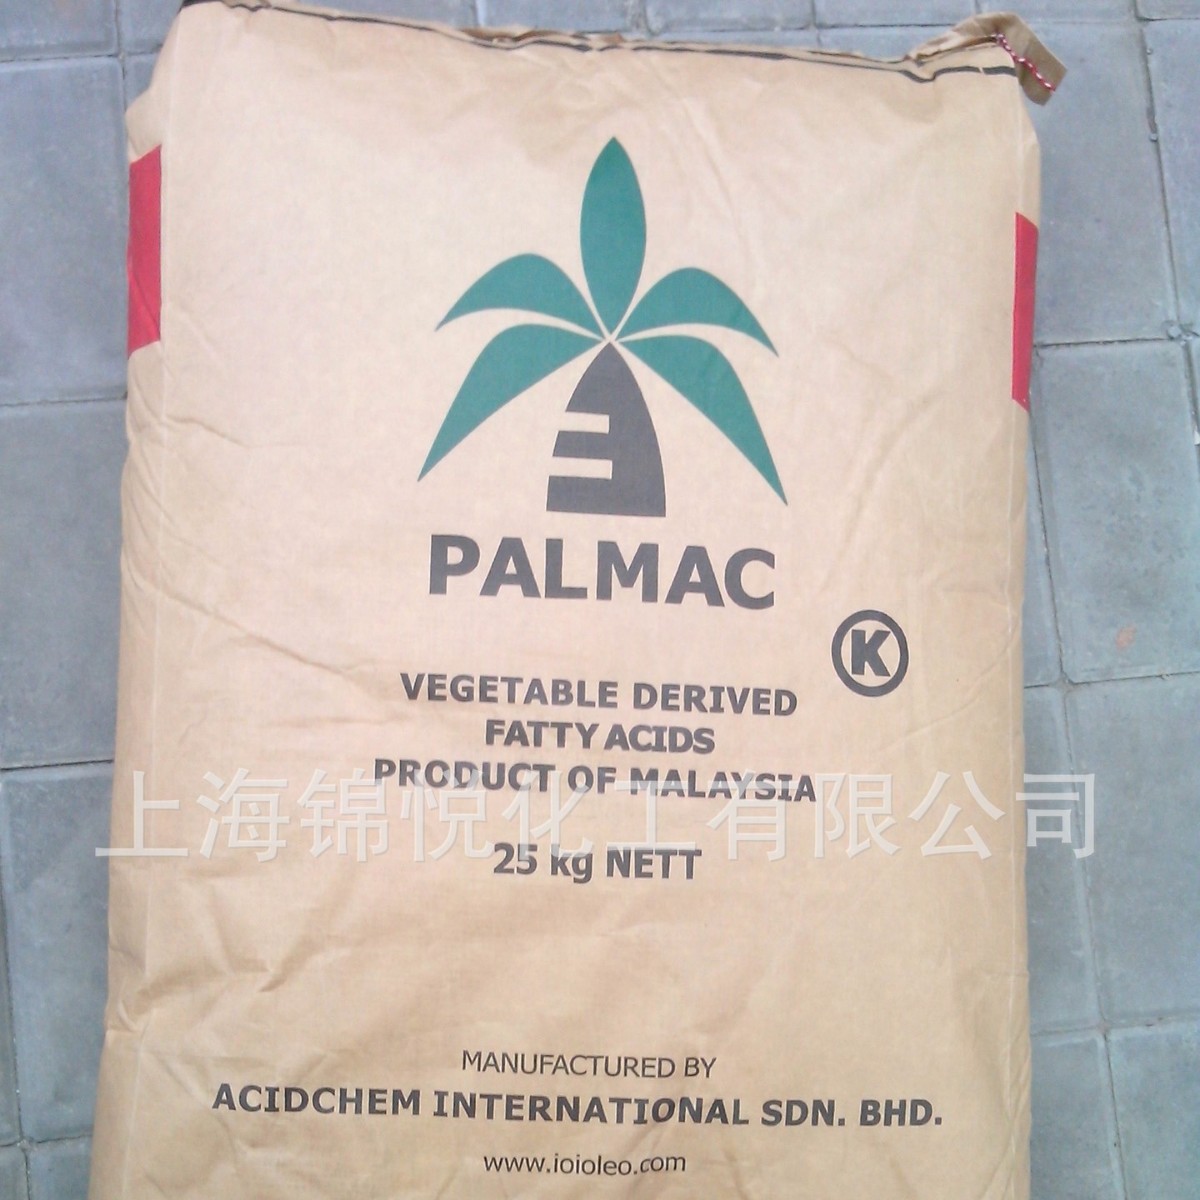 PALMAC
K
VEGETABLE DERIVED
FATTY ACIDS
PRODUCT OF MALAYSIA
上海锦悦化工有限公司
25 kg NETT
MANUFACTURED BY
ACIDCHEM INTERNATIONAL SDN. BHD.
www.ioioleo.com